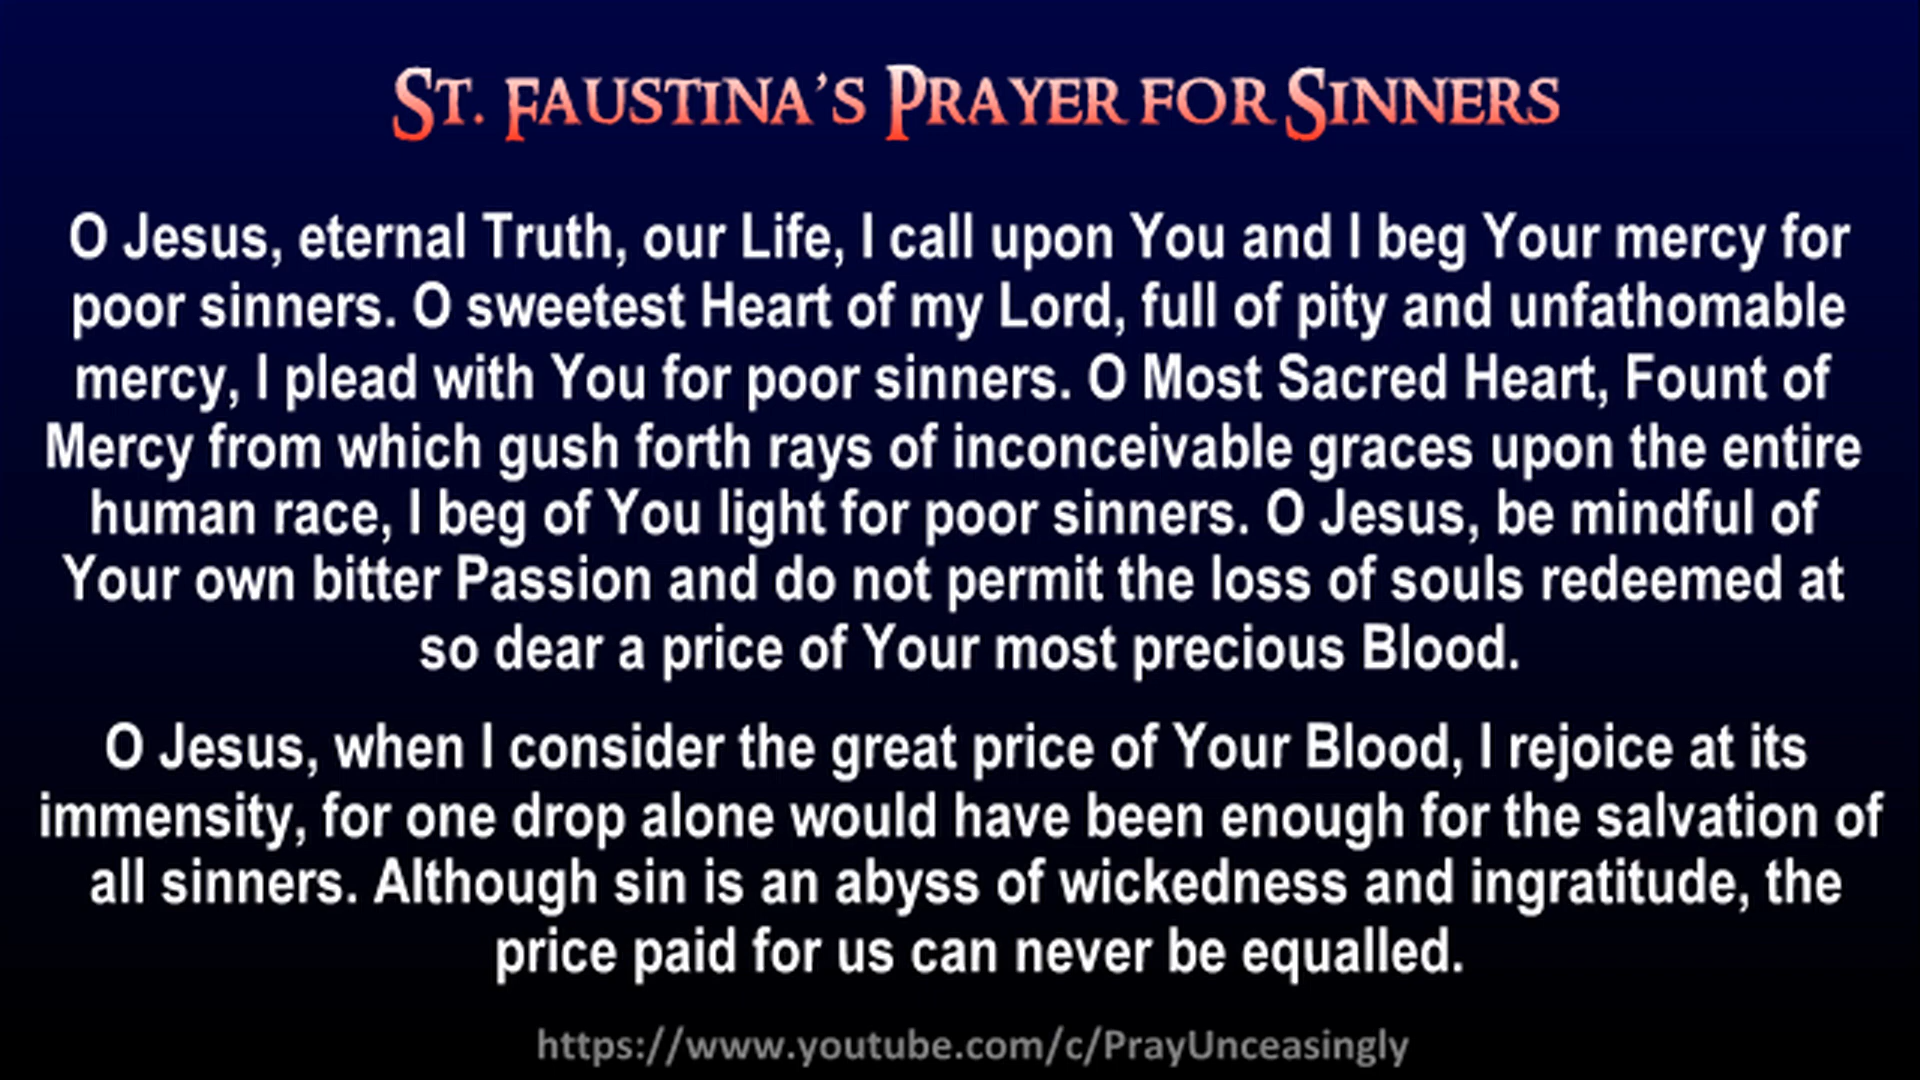 St. Faustina's Prayer for Sinners
O Jesus, eternal Truth, our Life, I call upon You and I beg Your mercy for
poor sinners. O sweetest Heart of my Lord, full of pity and unfathomable
mercy, I plead with You for poor sinners. O Most Sacred Heart, Fount of
Mercy from which gush forth rays of inconceivable graces upon the entire
human race, I beg of You light for poor sinners. O Jesus, be mindful of
Your own bitter Passion and do not permit the loss of souls redeemed at
so dear a price of Your most precious Blood.
O Jesus, when I consider the great price of Your Blood, I rejoice at its
immensity, for one drop alone would have been enough for the salvation of
all sinners. Although sin is an abyss of wickedness and ingratitude, the
price paid for us can never be equalled.
https://www.youtube.com/c/PrayUnceasingly